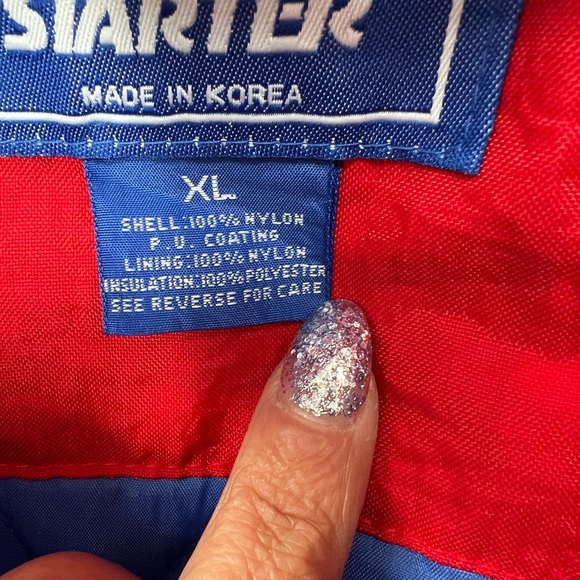 STARTER
MADE IN KOREA
XL
SHELL:100% NYLON
P.U. COATING
LINING:100% NYLON
INSULATION:100%POLYESTER
SEE REVERSE FOR CARE